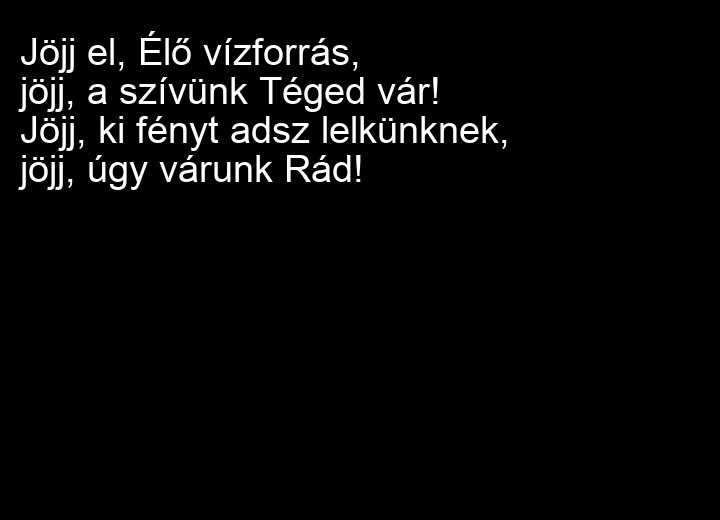 Jöjj el, Élő vízforrás,
jöjj, a szívünk Téged vár!
Jöjj, ki fényt adsz lelkünknek,
jöjj, úgy várunk Rád!